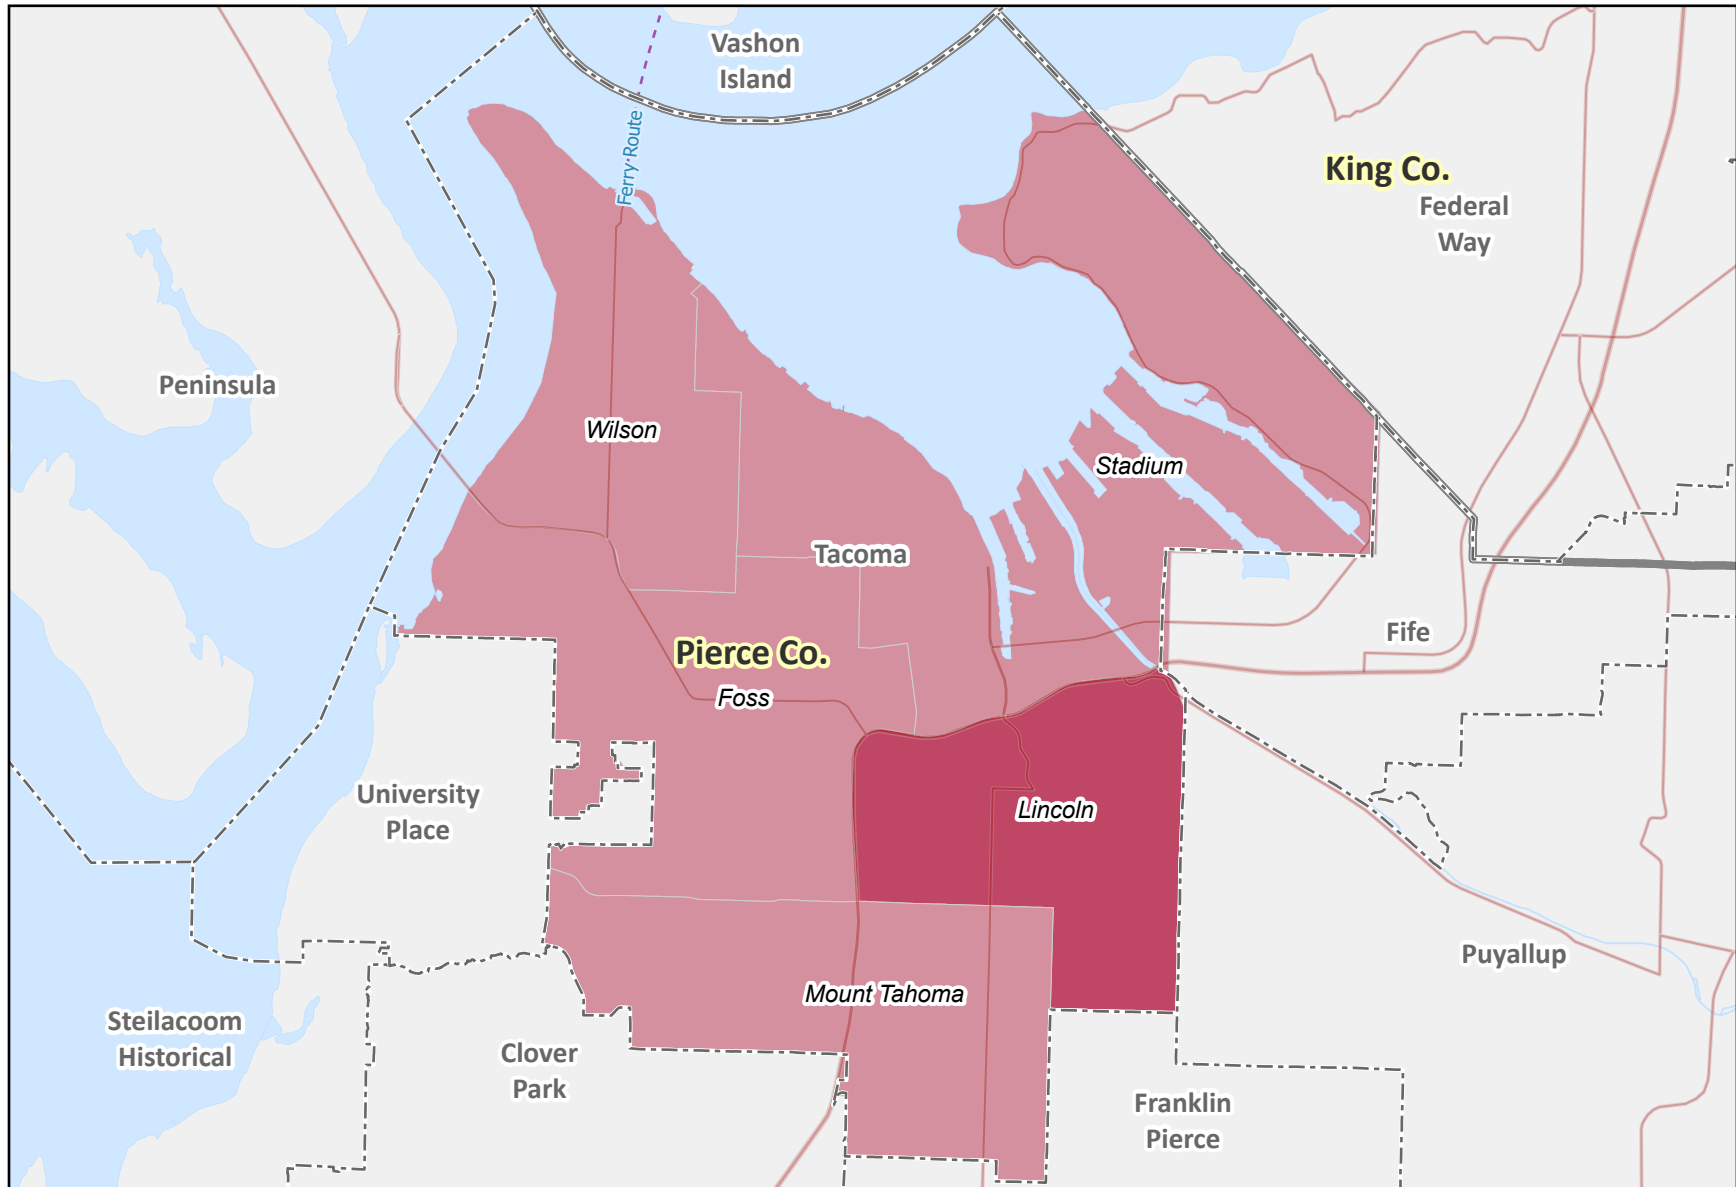 Vashon
Island
Ferry Route
King Co.
Federal
Way
Peninsula
Wilson
Stadium
Tacoma
Fife
Pierce Co.
Foss
University
Place
Lincoln
Puyallup
Mount Tahoma
Steilacoom
Historical
Clover
Park
Franklin
Pierce